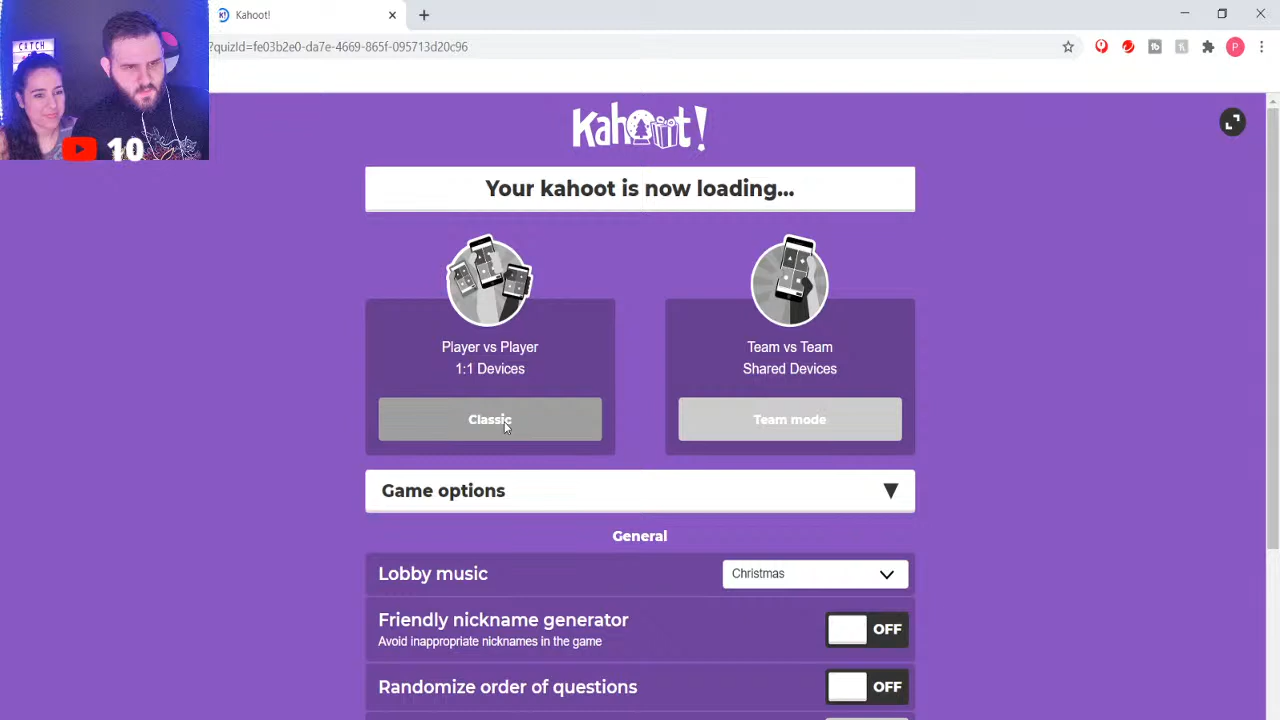 Kahoot!
?quizId=fe03b2e0-da7e-4669-865f-095713d20c96
P
CATCH
10
Kahoot!
Your kahoot is now loading...
Player vs Player
1:1 Devices
Classic
Team vs Team
Shared Devices
Team mode
Game options
General
Lobby music
Christmas
Friendly nickname generator
Avoid inappropriate nicknames in the game
OFF
Randomize order of questions
OFF